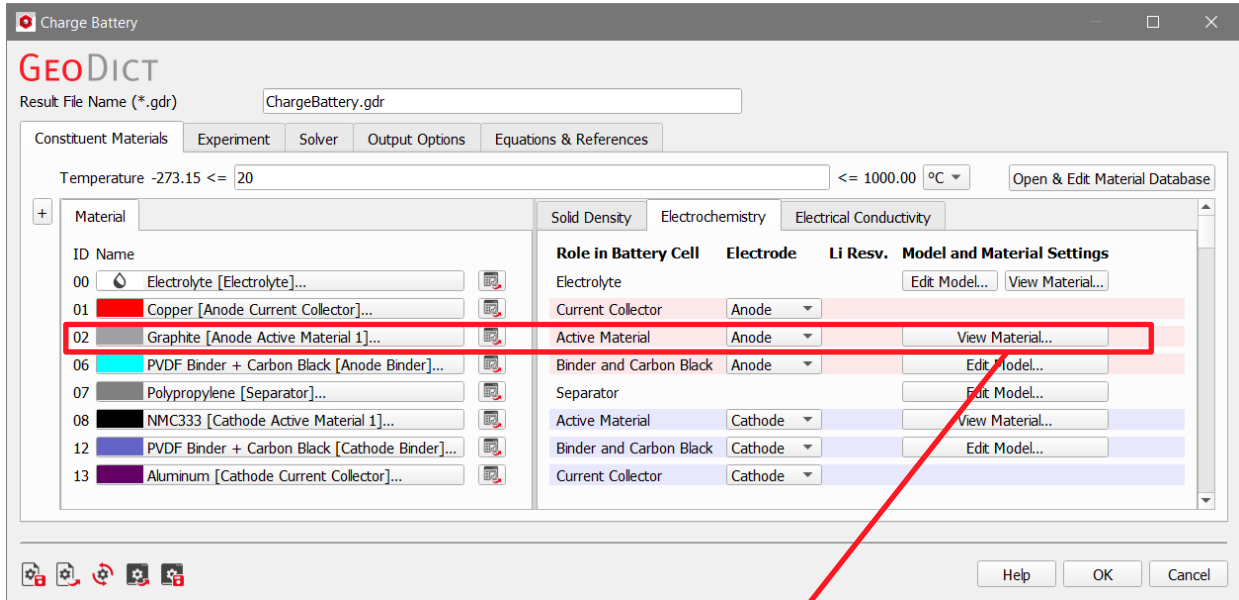 Charge Battery
GEODICT
Result File Name (*.gdr) ChargeBattery.gdr
Constituent Materials Experiment Solver Output Options Equations & References
Temperature -273.15 <= 20 <= 1000.00 °C Open & Edit Material Database
+ Material Solid Density Electrochemistry Electrical Conductivity
ID Name Role in Battery Cell Electrode Li Resv. Model and Material Settings
00 Electrolyte [Electrolyte]... Electrolyte Edit Model... View Material...
01 Copper [Anode Current Collector]... Current Collector Anode
02 Graphite [Anode Active Material 1]... Active Material Anode View Material...
06 PVDF Binder + Carbon Black [Anode Binder]... Binder and Carbon Black Anode Edit Model...
07 Polypropylene [Separator]... Separator Edit Model...
08 NMC333 [Cathode Active Material 1]... Active Material Cathode View Material...
12 PVDF Binder + Carbon Black [Cathode Binder]... Binder and Carbon Black Cathode Edit Model...
13 Aluminum [Cathode Current Collector]... Current Collector Cathode
Help OK Cancel